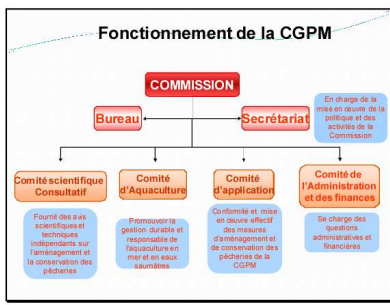 Fonctionnement de la CGPM
COMMISSION
Bureau
Secrétariat
En charge de la
mise en œuvre de la
politique et des
activités de la
Commission
Comité scientifique
Consultatif
Comité
d'Aquaculture
Comité
d'application
Comité de
l'Administration
et des finances
Fournit des avis
scientifiques et
techniques
indépendants sur
l'aménagement et
la conservation des
pêcheries
Promouvoir la
gestion durable et
responsable de
l'aquaculture en
mer et en eaux
saumâtres
Conformité et mise
en œuvre effectif
des mesures
d'aménagement et
de conservation des
pêcheries de la
CGPM
Se charge des
questions
administratives et
financières